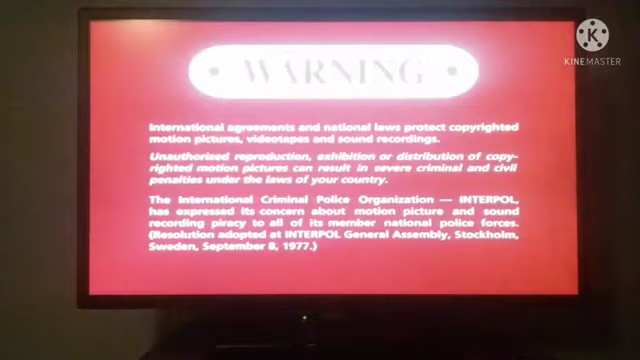 KINEMASTER
WARNING
International agreements and national laws protect copyrighted
motion pictures, videotapes and sound recordings.
Unauthorized reproduction, exhibition or distribution of copy-
righted motion pictures can result in severe criminal and civil
penalties under the laws of your country.
The International Criminal Police Organization — INTERPOL,
has expressed its concern about motion picture and sound
recording piracy to all of its member national police forces.
(Resolution adopted at INTERPOL General Assembly, Stockholm,
Sweden, September 8, 1977.)